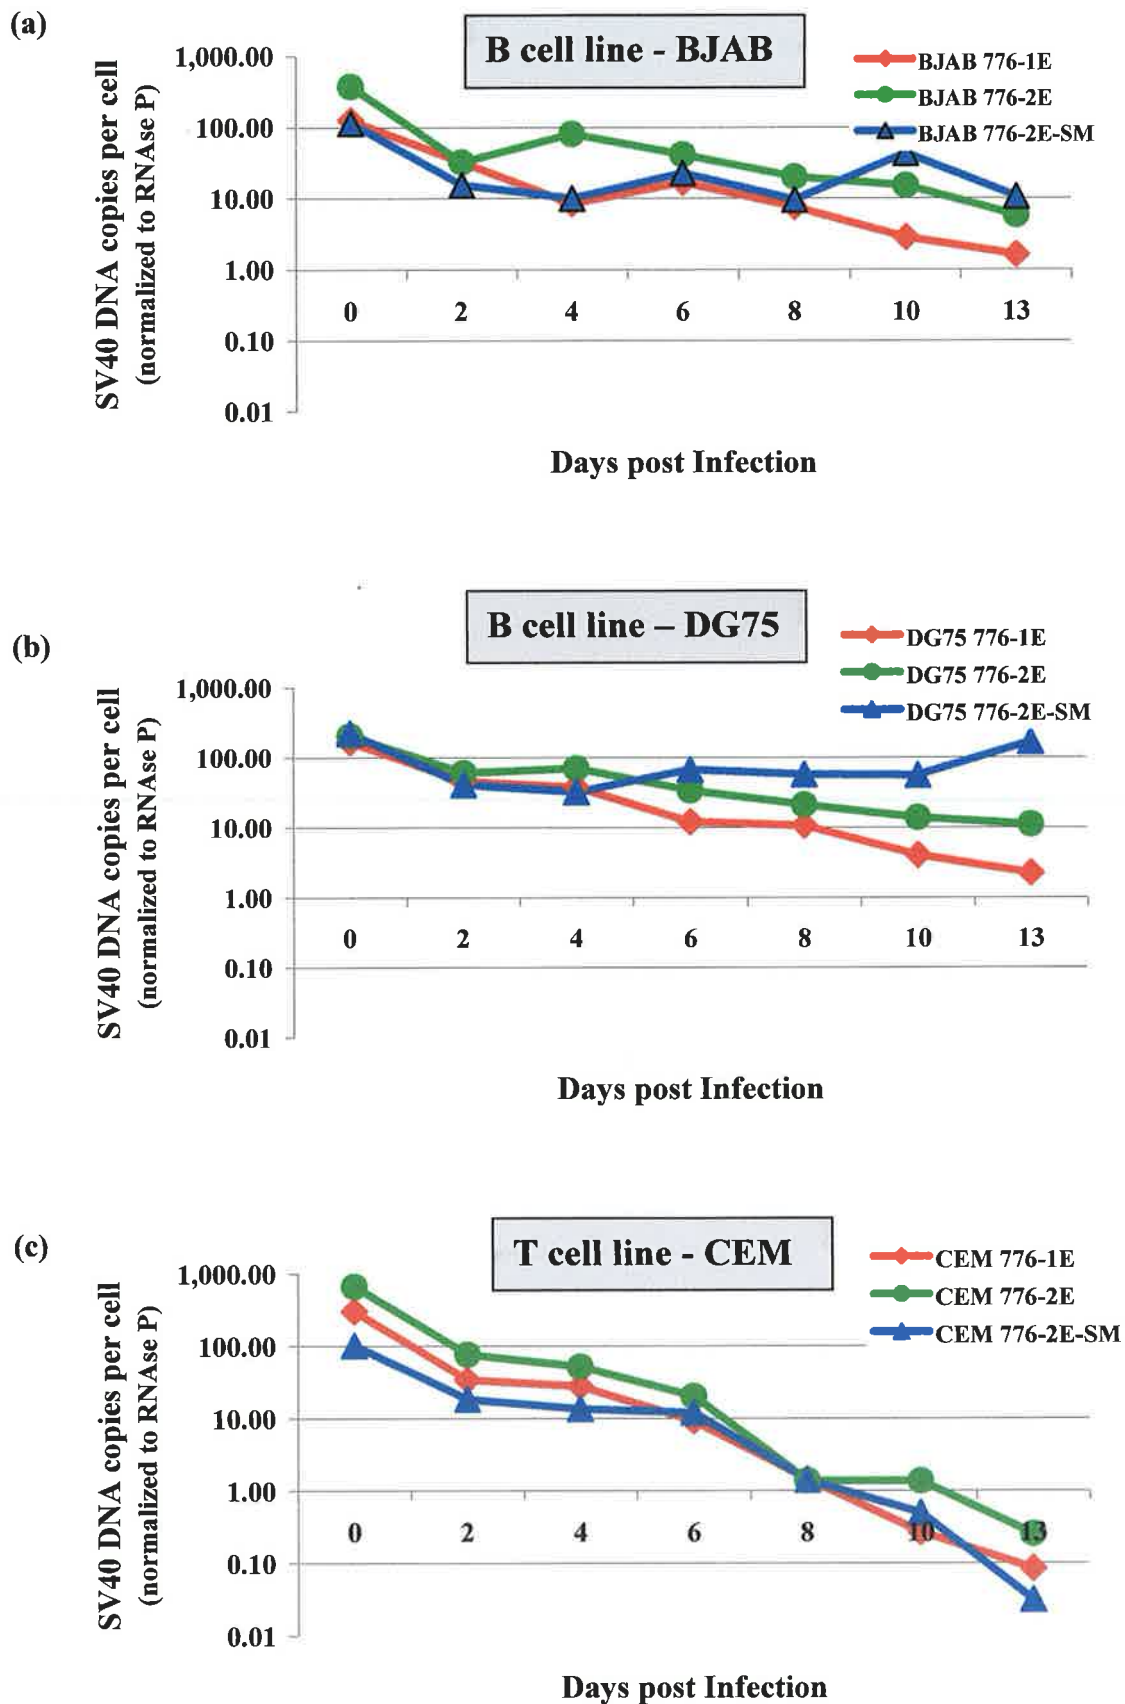 (a)
B cell line - BJAB
BJAB 776-1E
BJAB 776-2E
BJAB 776-2E-SM
SV40 DNA copies per cell
(normalized to RNAse P)
1,000.00
100.00
10.00
1.00
0.10
0.01
0 2 4 6 8 10 13
Days post Infection
(b)
B cell line – DG75
DG75 776-1E
DG75 776-2E
DG75 776-2E-SM
SV40 DNA copies per cell
(normalized to RNAse P)
1,000.00
100.00
10.00
1.00
0.10
0.01
0 2 4 6 8 10 13
Days post Infection
(c)
T cell line - CEM
CEM 776-1E
CEM 776-2E
CEM 776-2E-SM
SV40 DNA copies per cell
(normalized to RNAse P)
1,000.00
100.00
10.00
1.00
0.10
0.01
0 2 4 6 8 10 13
Days post Infection